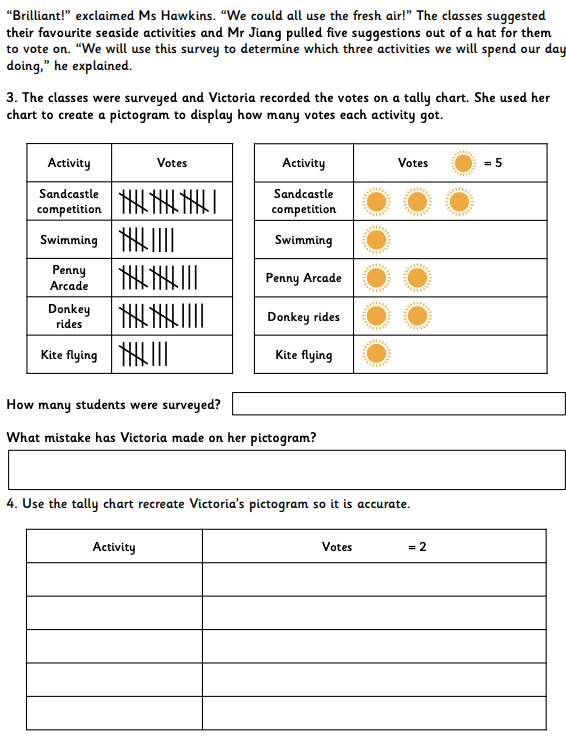 “Brilliant!” exclaimed Ms Hawkins. “We could all use the fresh air!” The classes suggested
their favourite seaside activities and Mr Jiang pulled five suggestions out of a hat for them
to vote on. “We will use this survey to determine which three activities we will spend our day
doing,” he explained.
3. The classes were surveyed and Victoria recorded the votes on a tally chart. She used her
chart to create a pictogram to display how many votes each activity got.
Activity Votes
Sandcastle
competition
Swimming
Penny
Arcade
Donkey
rides
Kite flying
Activity Votes = 5
Sandcastle
competition
Swimming
Penny Arcade
Donkey rides
Kite flying
How many students were surveyed?
What mistake has Victoria made on her pictogram?
4. Use the tally chart recreate Victoria’s pictogram so it is accurate.
Activity Votes = 2